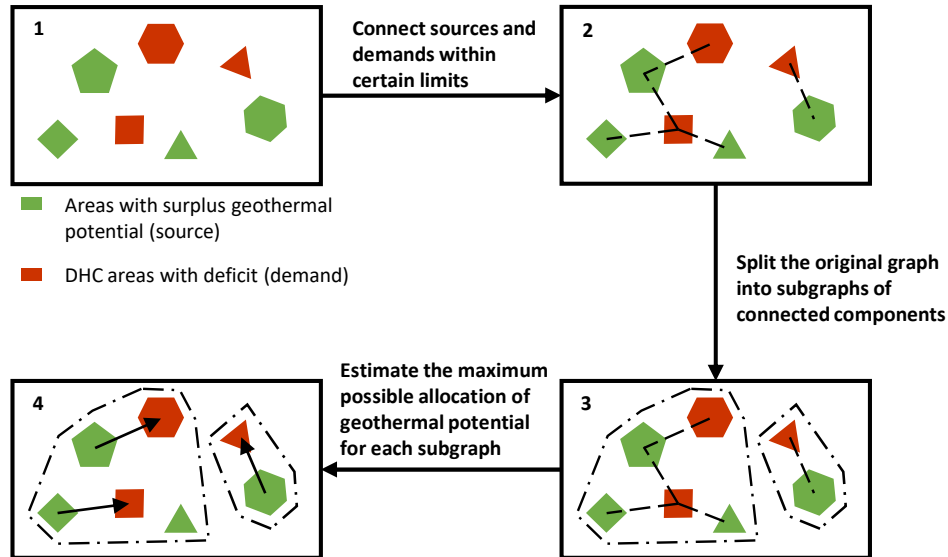 1
Connect sources and
demands within
certain limits
2
Areas with surplus geothermal
potential (source)
DHC areas with deficit (demand)
Split the original graph
into subgraphs of
connected components
4
Estimate the maximum
possible allocation of
geothermal potential
for each subgraph
3